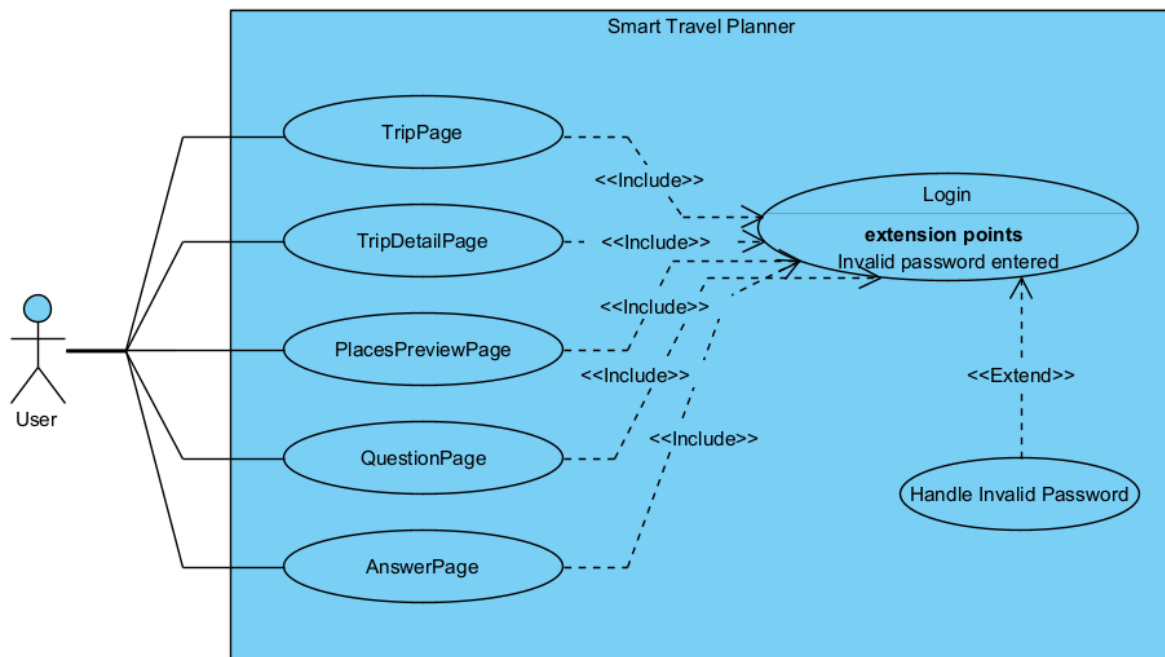 Smart Travel Planner
TripPage
<<Include>>
Login
TripDetailPage
<<Include>>
extension points
Invalid password entered
<<Include>>
PlacesPreviewPage
<<Include>>
<<Extend>>
User
<<Include>>
QuestionPage
Handle Invalid Password
AnswerPage